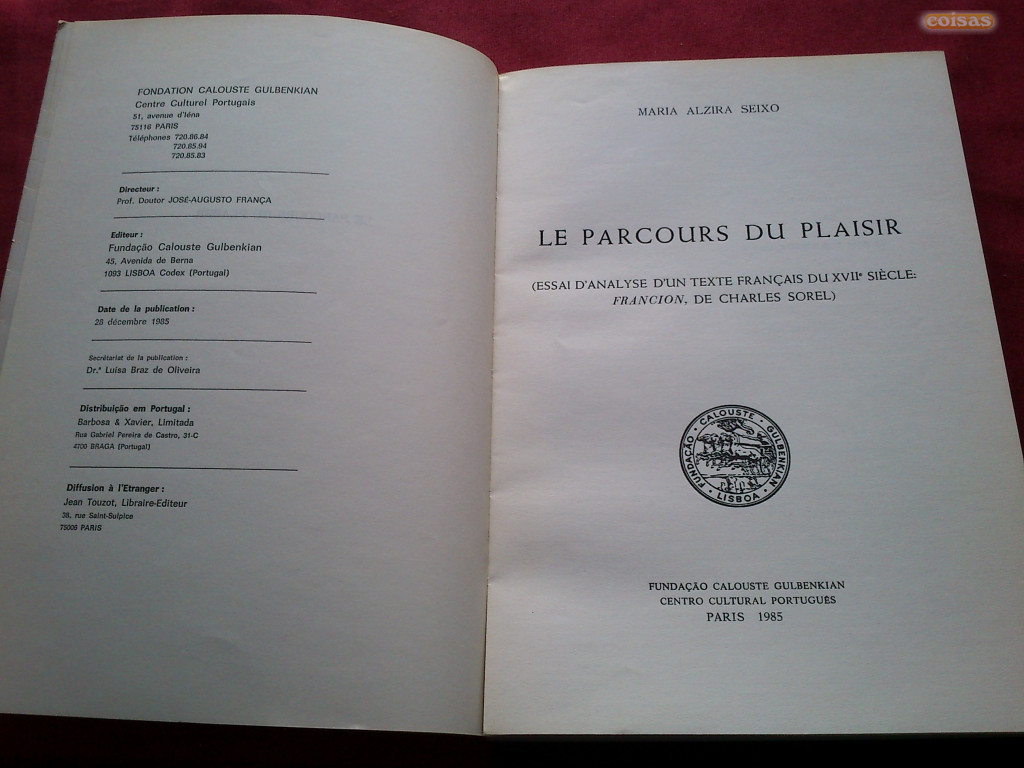 FONDATION CALOUSTE GULBENKIAN
Centre Culturel Portugais
51, avenue d'Iéna
75116 PARIS
Téléphones 720.86.84
720.85.94
720.85.83
Directeur :
Prof. Doutor JOSÉ-AUGUSTO FRANÇA
Editeur :
Fundação Calouste Gulbenkian
45, Avenida de Berna
1093 LISBOA Codex (Portugal)
Date de la publication :
28 décembre 1985
Secrétariat de la publication :
Dr.ª Luísa Braz de Oliveira
Distribuição em Portugal :
Barbosa & Xavier, Limitada
Rua Gabriel Pereira de Castro, 31-C
4700 BRAGA (Portugal)
Diffusion à l'Etranger :
Jean Touzot, Libraire-Editeur
38, rue Saint-Sulpice
75006 PARIS
coisas
MARIA ALZIRA SEIXO
LE PARCOURS DU PLAISIR
(ESSAI D'ANALYSE D'UN TEXTE FRANÇAIS DU XVIIe SIÈCLE:
FRANCION, DE CHARLES SOREL)
FUNDAÇÃO · CALOUSTE · GULBENKIAN · LISBOA ·
FUNDAÇÃO CALOUSTE GULBENKIAN
CENTRO CULTURAL PORTUGUÊS
PARIS 1985